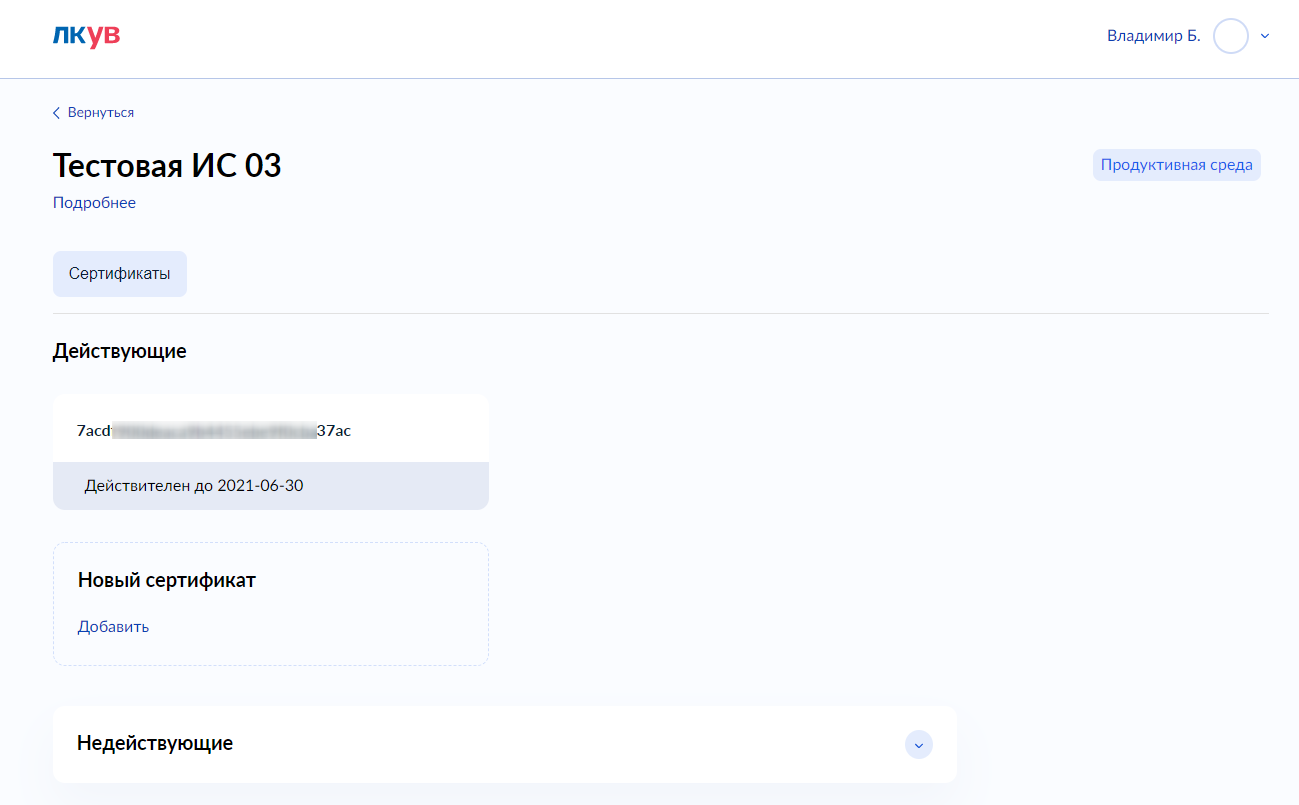 ЛКУВ
Владимир Б.
Вернуться
Тестовая ИС 03
Продуктивная среда
Подробнее
Сертификаты
Действующие
7acd 37ac
Действителен до 2021-06-30
Новый сертификат
Добавить
Недействующие